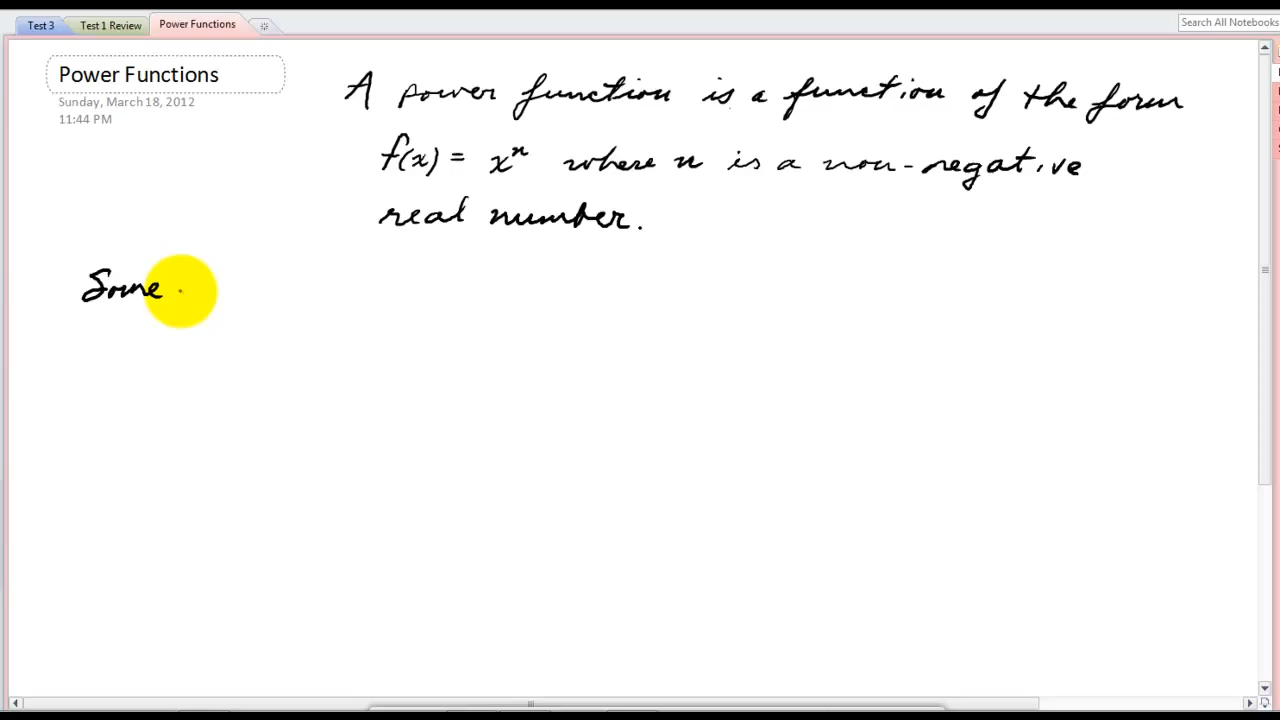 Test 3
Test 1 Review
Power Functions
Search All Notebooks
Power Functions
Sunday, March 18, 2012
11:44 PM
A power function is a function of the form
f(x) = xⁿ where n is a non-negative
real number.
Some